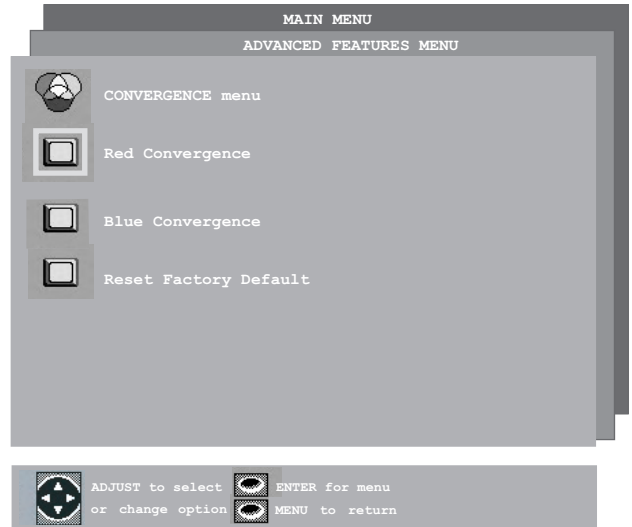 MAIN MENU
ADVANCED FEATURES MENU
CONVERGENCE menu
Red Convergence
Blue Convergence
Reset Factory Default
ADJUST to select ENTER for menu
or change option MENU to return